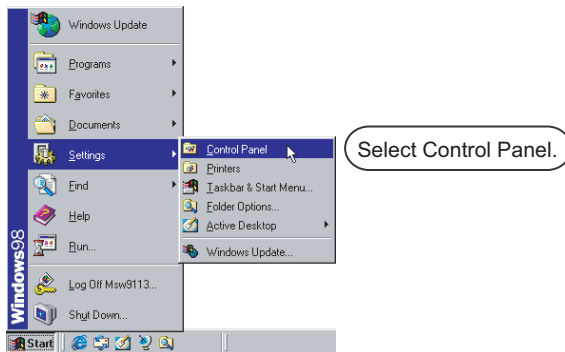 Windows Update
Programs
Favorites
Documents
Settings
Find
Help
Run...
Log Off Msw9113...
Shut Down...
Windows98
Control Panel
Printers
Taskbar & Start Menu...
Folder Options...
Active Desktop
Windows Update...
Select Control Panel.
Start